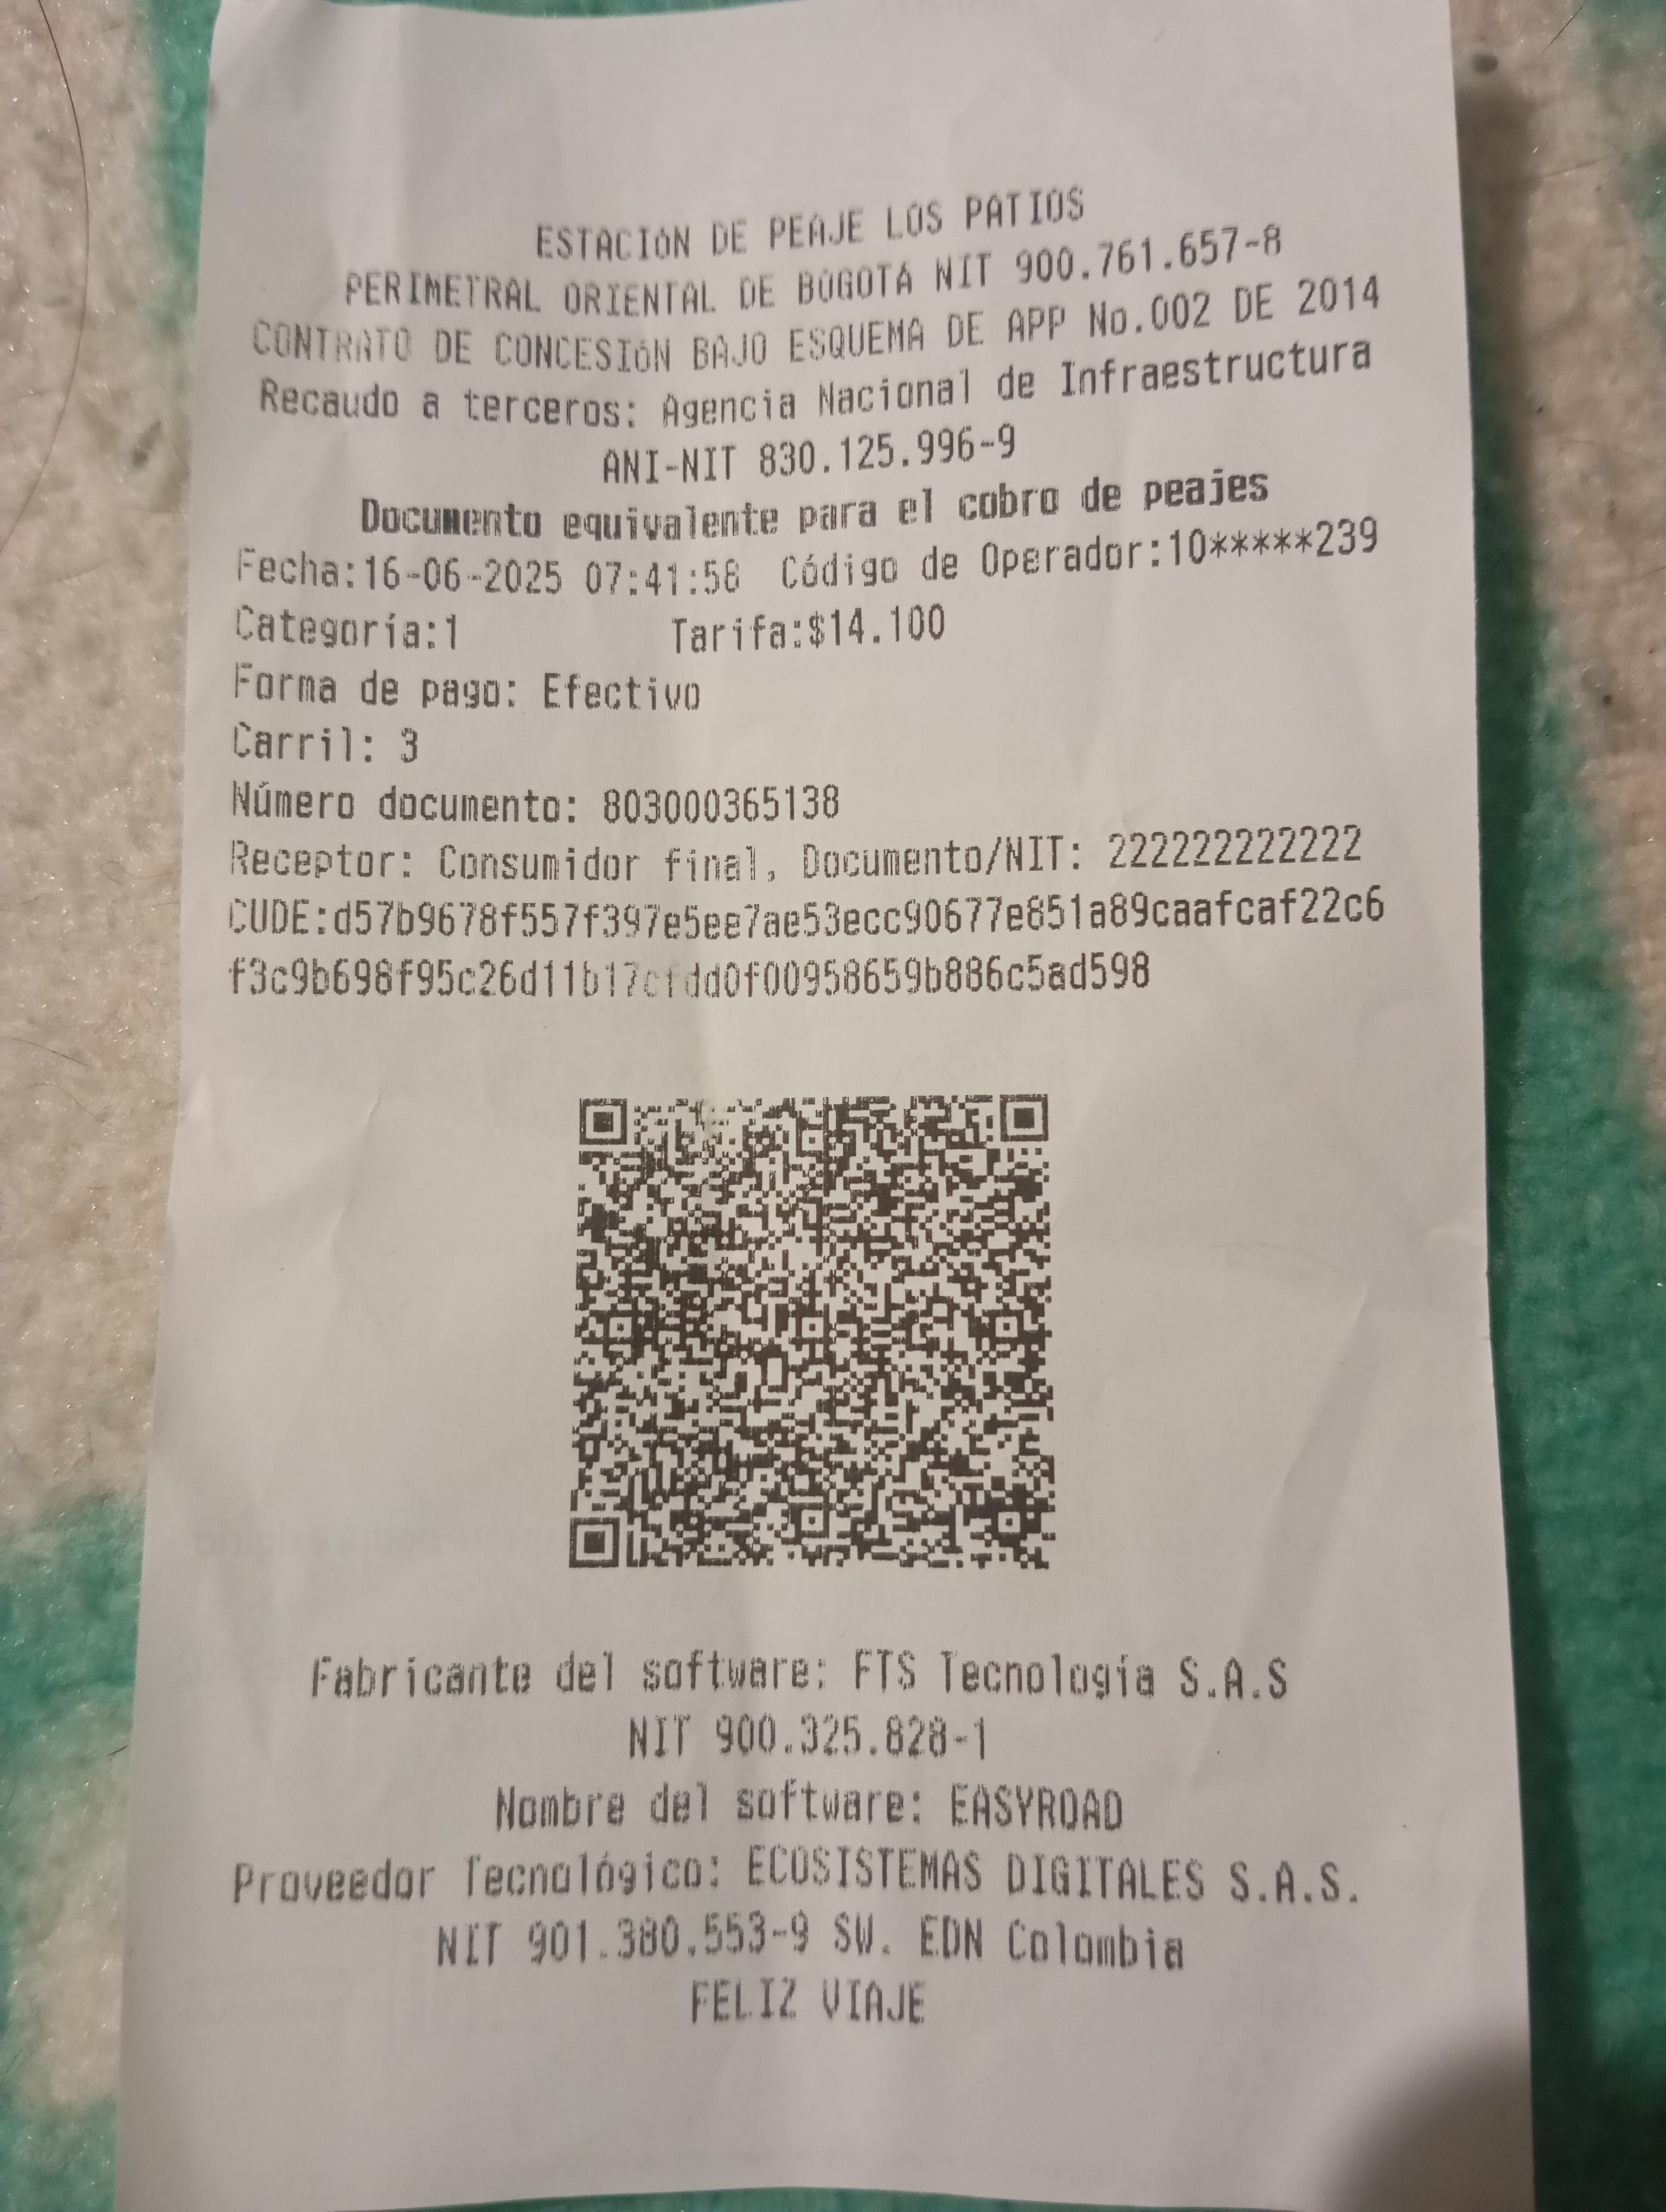 ESTACIóN DE PEAJE LOS PATIOS
PERIMETRAL ORIENTAL DE BOGOTÁ NIT 900.761.657-8
CONTRATO DE CONCESIóN BAJO ESQUEMA DE APP No.002 DE 2014
Recaudo a terceros: Agencia Nacional de Infraestructura
ANI-NIT 830.125.996-9
Documento equivalente para el cobro de peajes
Fecha:16-06-2025 07:41:58 Código de Operador:10*****239
Categoría:1 Tarifa:$14.100
Forma de pago: Efectivo
Carril: 3
Número documento: 803000365138
Receptor: Consumidor final, Documento/NIT: 222222222222
CUDE:d57b9678f557f397e5ee7ae53ecc90677e851a89caafcaf22c6
f3c9b698f95c26d11b17cfdd0f00958659b886c5ad598
Fabricante del software: FTS Tecnología S.A.S
NIT 900.325.828-1
Nombre del software: EASYROAD
Proveedor Tecnológico: ECOSISTEMAS DIGITALES S.A.S.
NIT 901.380.553-9 SW. EDN Colombia
FELIZ VIAJE